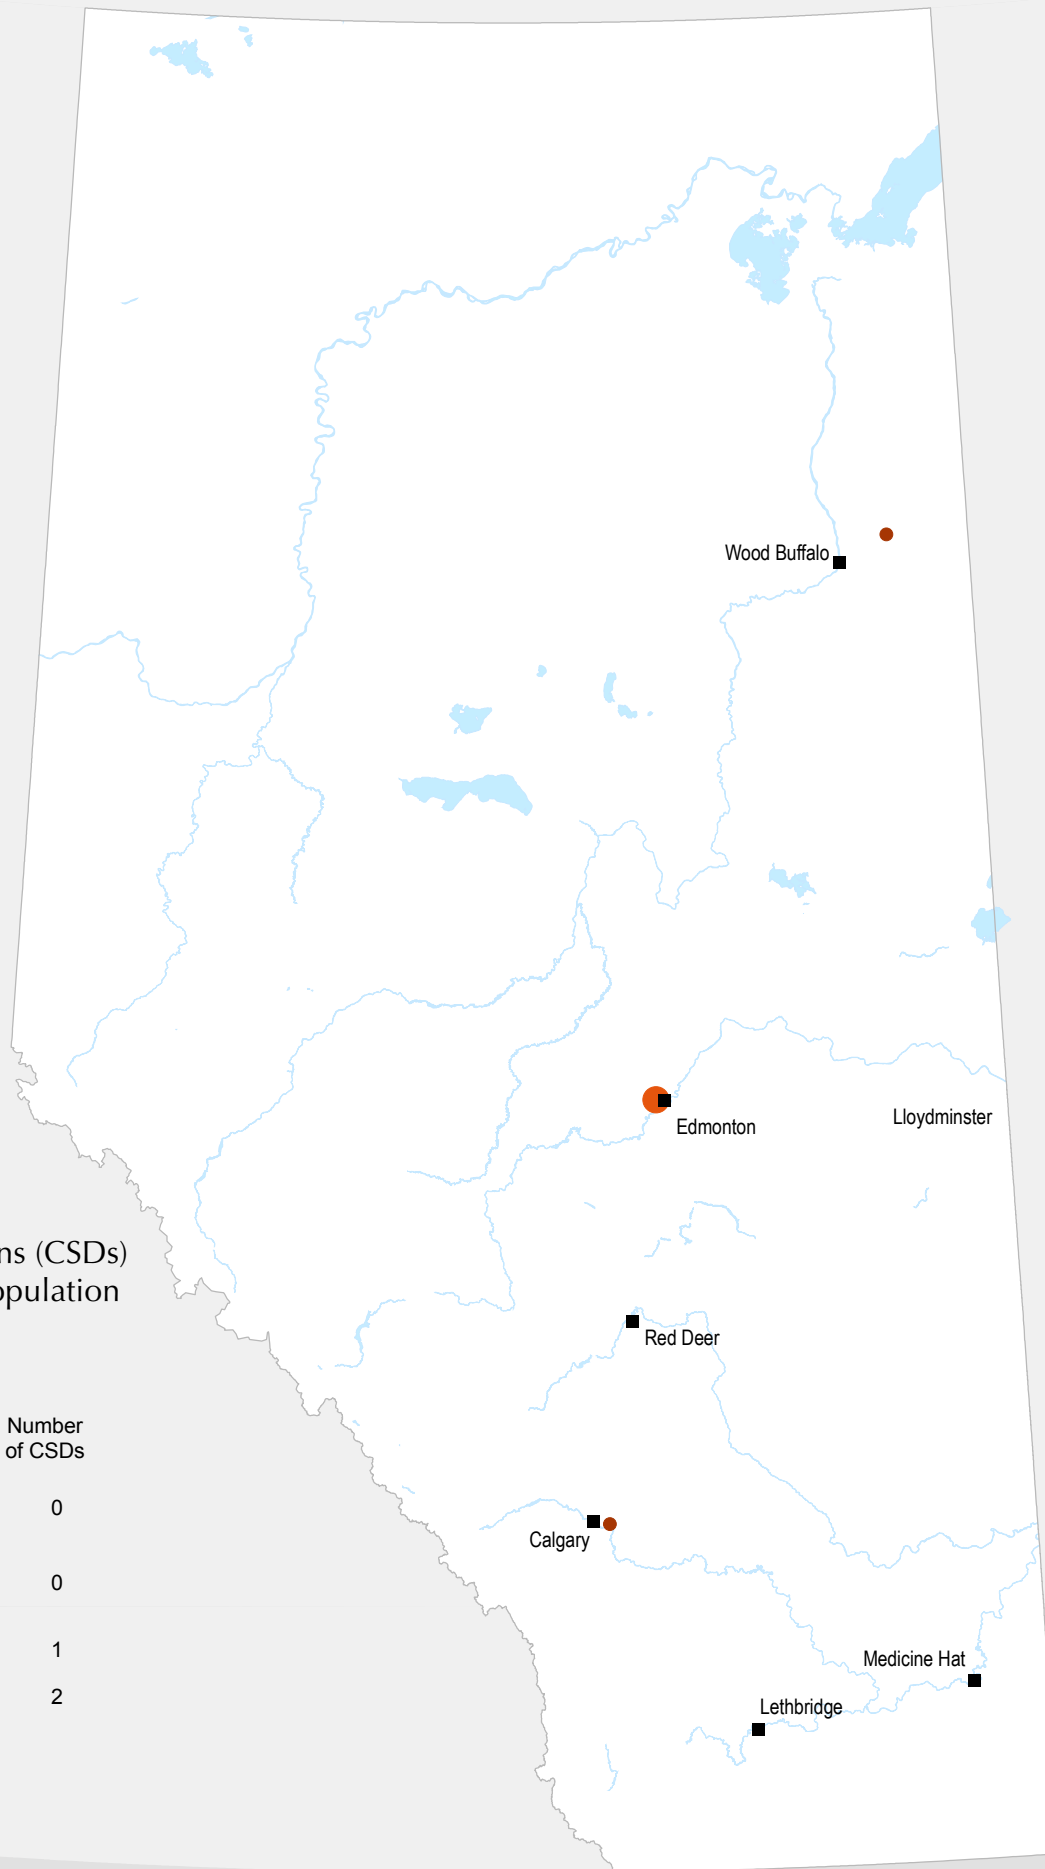 Wood Buffalo
Edmonton
Lloydminster
ns (CSDs)
opulation
Red Deer
Number
of CSDs
0
Calgary
0
1
Medicine Hat
2
Lethbridge